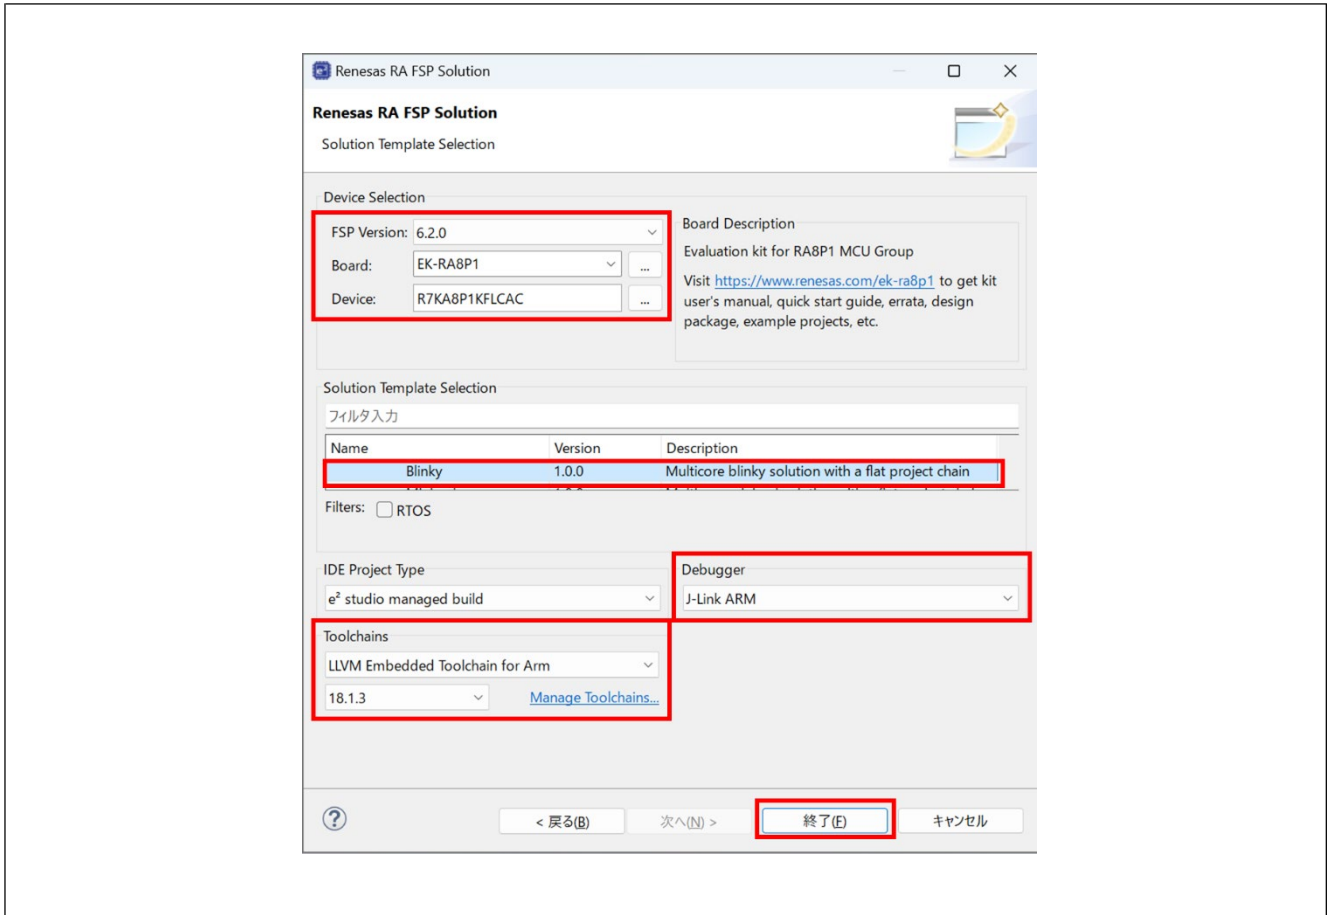 Renesas RA FSP Solution
Renesas RA FSP Solution
Solution Template Selection
Device Selection
FSP Version: 6.2.0
Board: EK-RA8P1 ...
Device: R7KA8P1KFLCAC ...
Board Description
Evaluation kit for RA8P1 MCU Group
Visit https://www.renesas.com/ek-ra8p1 to get kit
user's manual, quick start guide, errata, design
package, example projects, etc.
Solution Template Selection
フィルタ入力
Name Version Description
Blinky 1.0.0 Multicore blinky solution with a flat project chain
Filters: RTOS
IDE Project Type
e² studio managed build
Debugger
J-Link ARM
Toolchains
LLVM Embedded Toolchain for Arm
18.1.3 Manage Toolchains...
? < 戻る(B) 次へ(N) > 終了(F) キャンセル